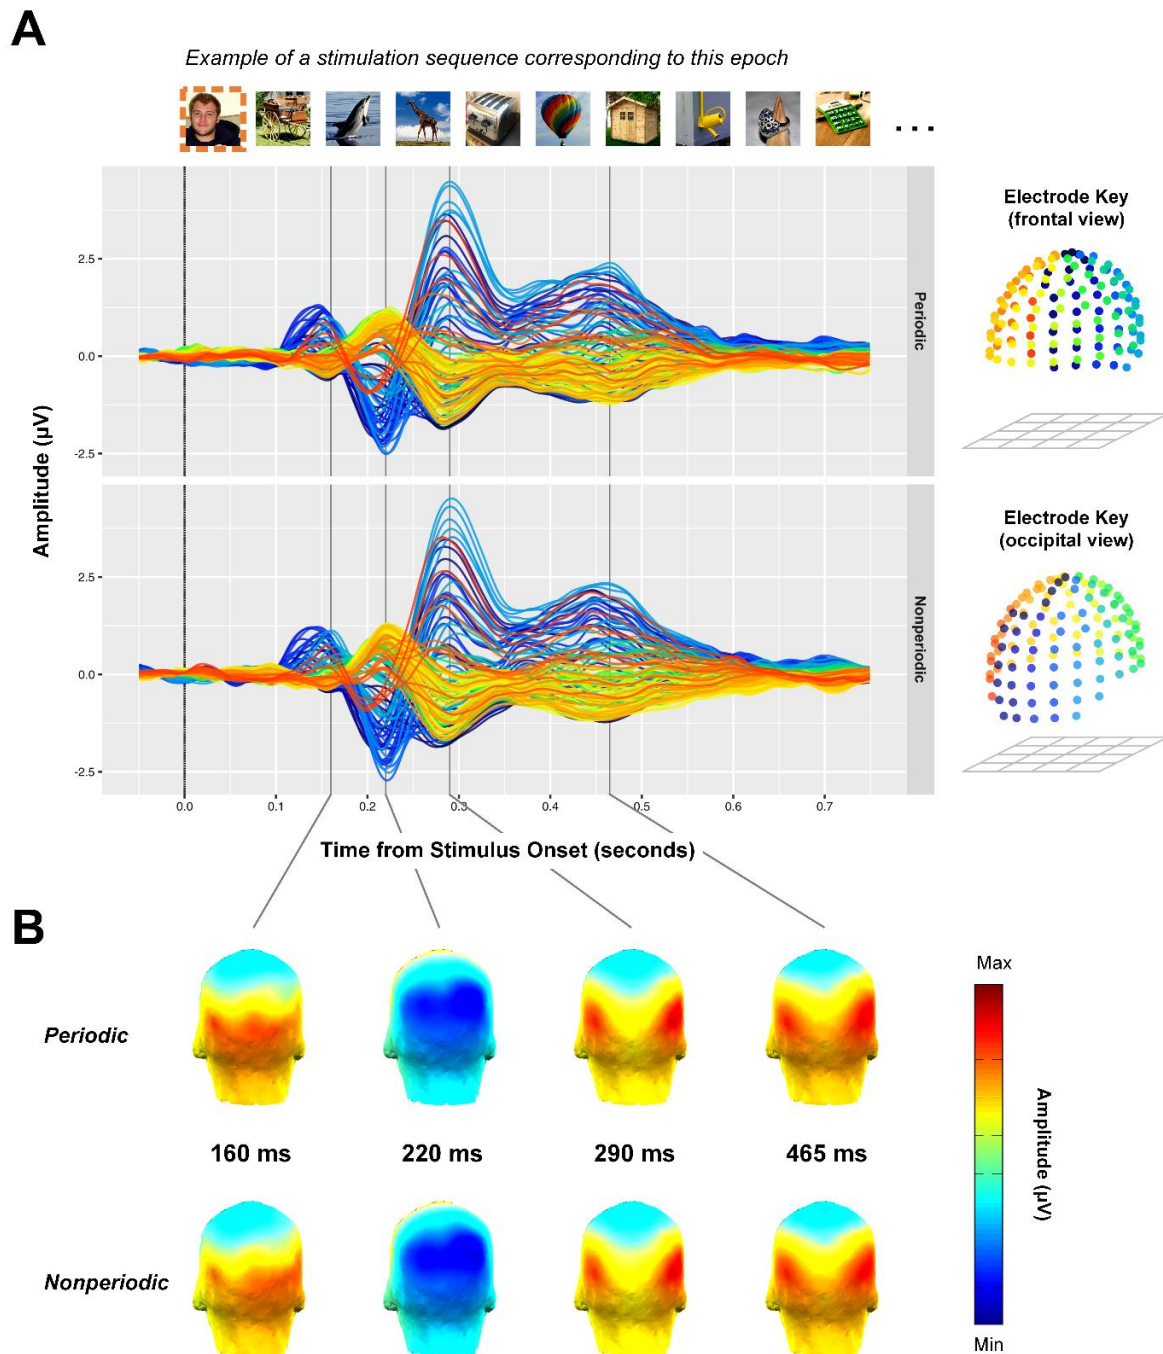 A
Example of a stimulation sequence corresponding to this epoch
...
Electrode Key
(frontal view)
2.5
0.0
-2.5
Periodic
Amplitude (µV)
Electrode Key
(occipital view)
2.5
0.0
-2.5
Nonperiodic
0.0 0.1 0.2 0.3 0.4 0.5 0.6 0.7
Time from Stimulus Onset (seconds)
B
Max
Periodic
Amplitude (µV)
160 ms 220 ms 290 ms 465 ms
Nonperiodic
Min